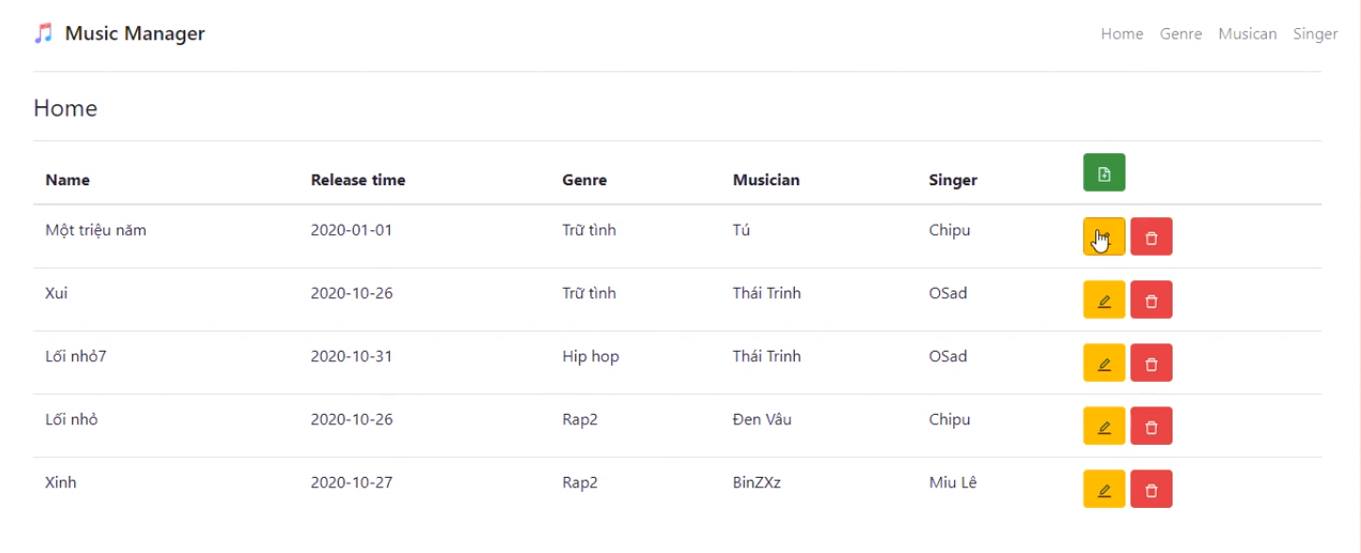 Music Manager
Home Genre Musican Singer
Home
Name Release time Genre Musician Singer
Một triệu năm 2020-01-01 Trữ tình Tú Chipu
Xui 2020-10-26 Trữ tình Thái Trinh OSad
Lối nhỏ7 2020-10-31 Hip hop Thái Trinh OSad
Lối nhỏ 2020-10-26 Rap2 Đen Vâu Chipu
Xinh 2020-10-27 Rap2 BinZXz Miu Lê